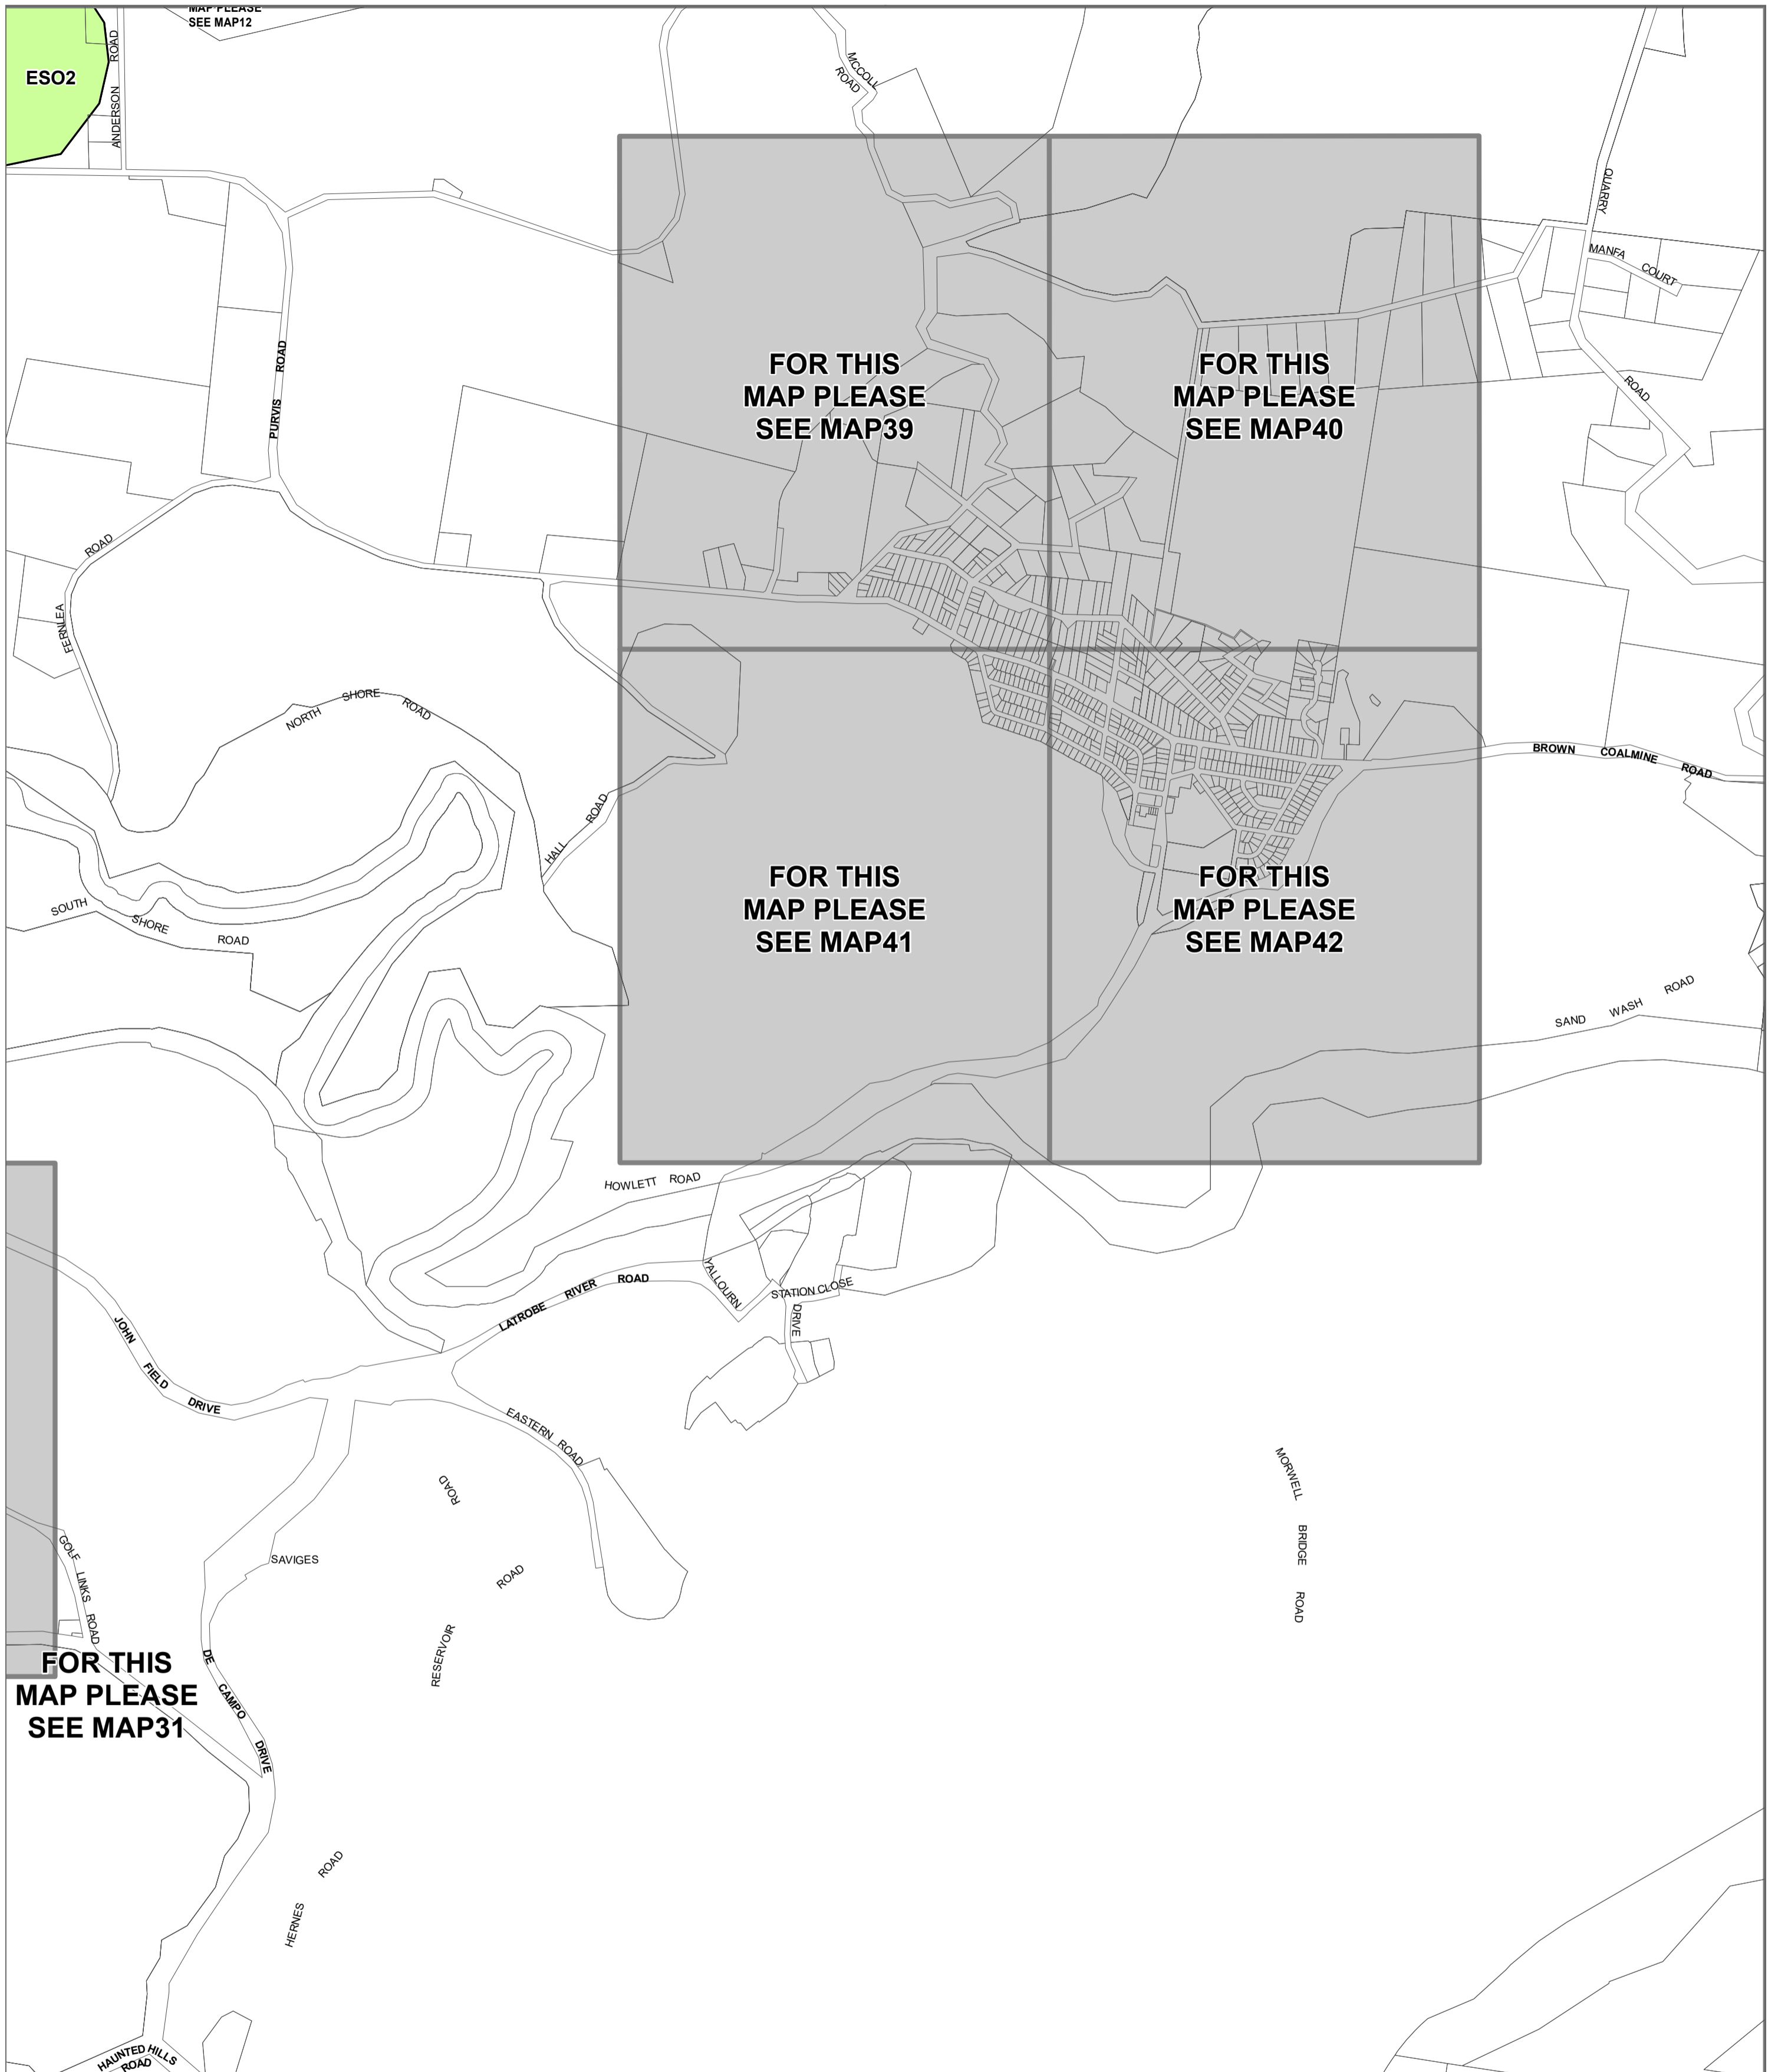 MAP PLEASE
SEE MAP12
ESO2
ANDERSON ROAD
MCCOLL
ROAD
QUARRY
MANFA COURT
ROAD
PURVIS ROAD
FOR THIS
MAP PLEASE
SEE MAP39
FOR THIS
MAP PLEASE
SEE MAP40
FERNLEA ROAD
NORTH SHORE ROAD
BROWN COALMINE ROAD
HALL ROAD
SOUTH SHORE ROAD
FOR THIS
MAP PLEASE
SEE MAP41
FOR THIS
MAP PLEASE
SEE MAP42
SAND WASH ROAD
HOWLETT ROAD
LATROBE RIVER ROAD
YALLOURN
STATION CLOSE
DRIVE
JOHN FIELD DRIVE
EASTERN ROAD
ROAD
MORWELL BRIDGE ROAD
GOLF LINKS ROAD
SAVIGES
RESERVOIR ROAD
FOR THIS
MAP PLEASE
SEE MAP31
DE CAMPO DRIVE
HERNES ROAD
HAUNTED HILLS
ROAD